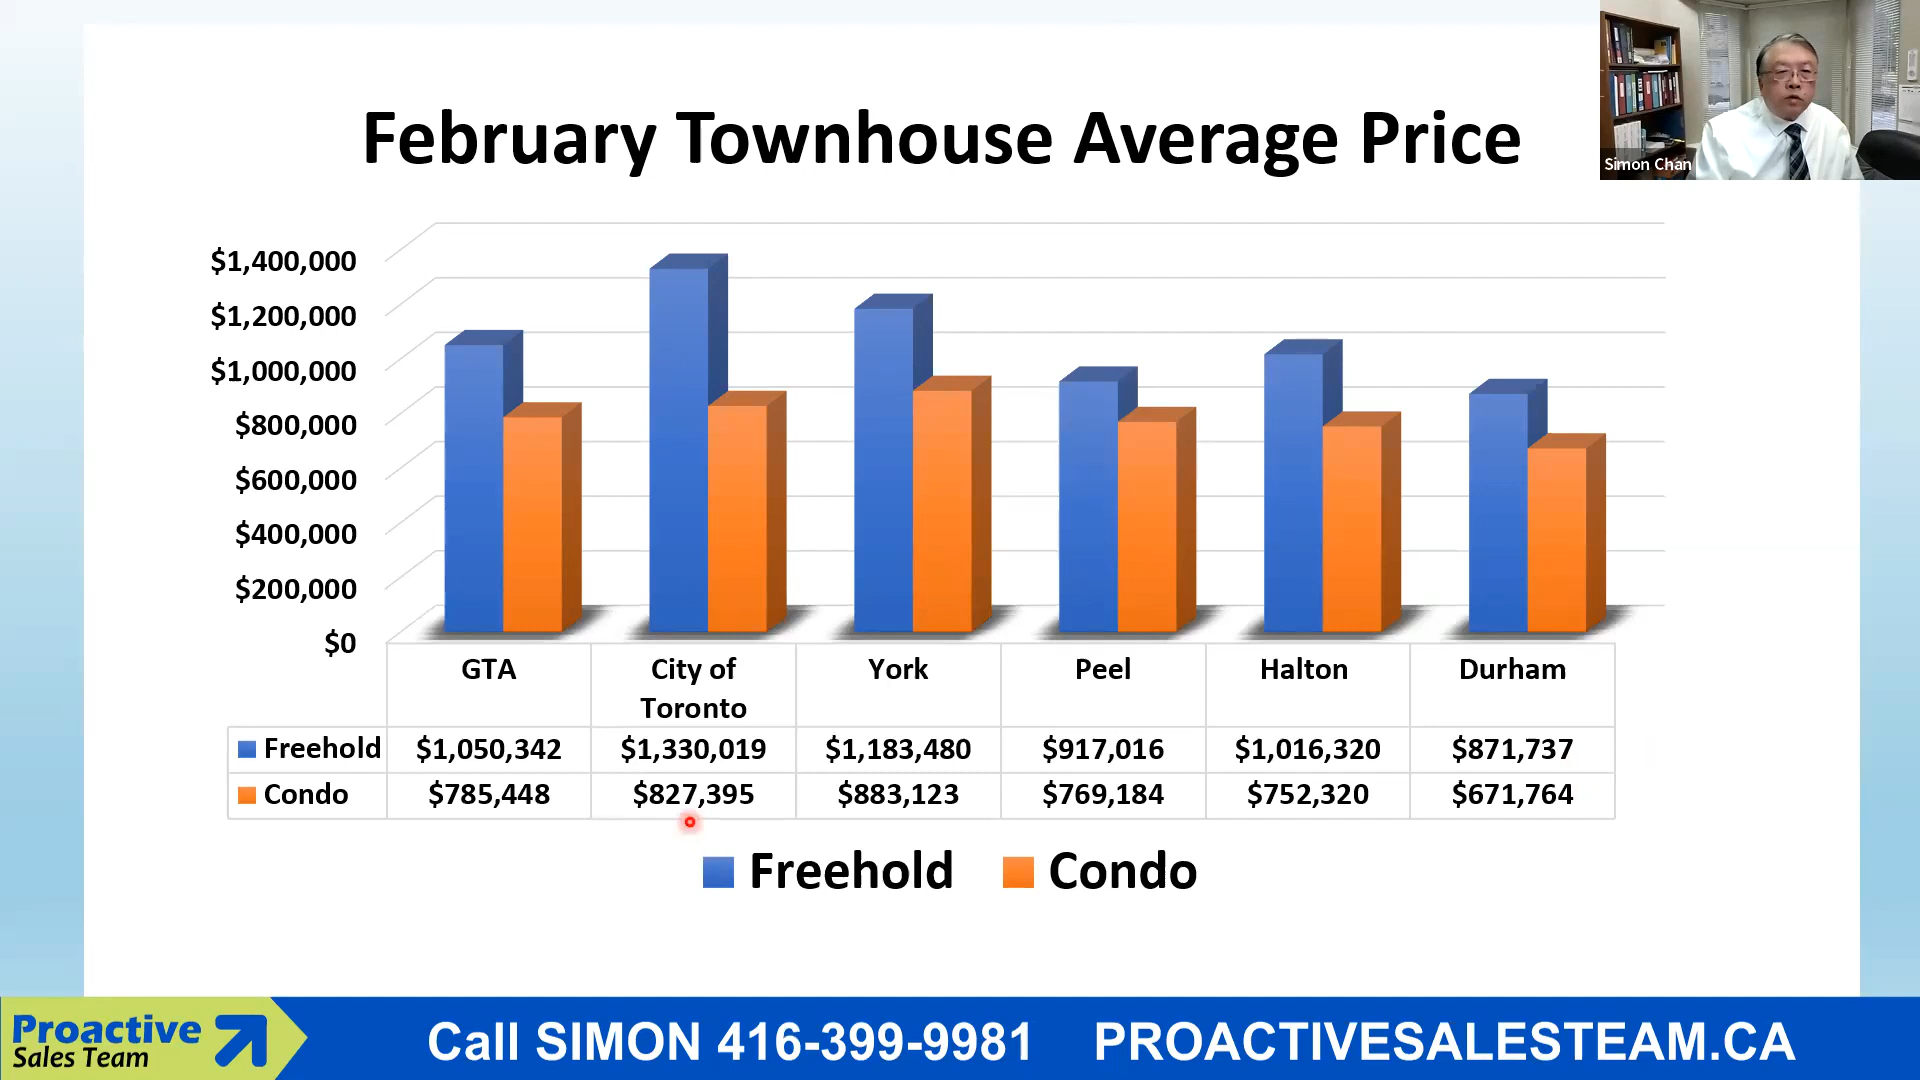 February Townhouse Average Price
Simon Chan
$1,400,000
$1,200,000
$1,000,000
$800,000
$600,000
$400,000
$200,000
$0
GTA City of Toronto York Peel Halton Durham
Freehold $1,050,342 $1,330,019 $1,183,480 $917,016 $1,016,320 $871,737
Condo $785,448 $827,395 $883,123 $769,184 $752,320 $671,764
Freehold Condo
Proactive
Sales Team
Call SIMON 416-399-9981 PROACTIVESALESTEAM.CA